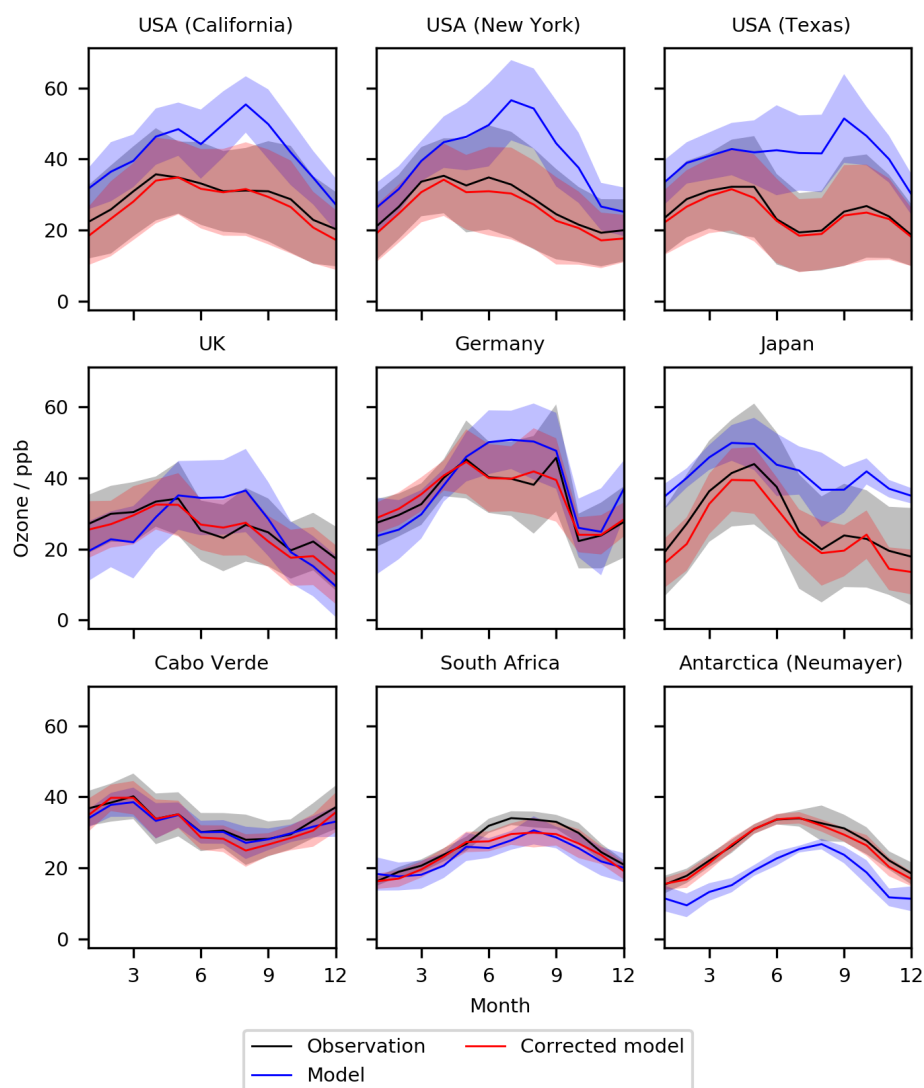 USA (California) USA (New York) USA (Texas)
60
40
20
0
UK Germany Japan
60
40
20
0
Ozone / ppb
Cabo Verde South Africa Antarctica (Neumayer)
60
40
20
0
3 6 9 12 3 6 9 12 3 6 9 12
Month
Observation Corrected model
Model